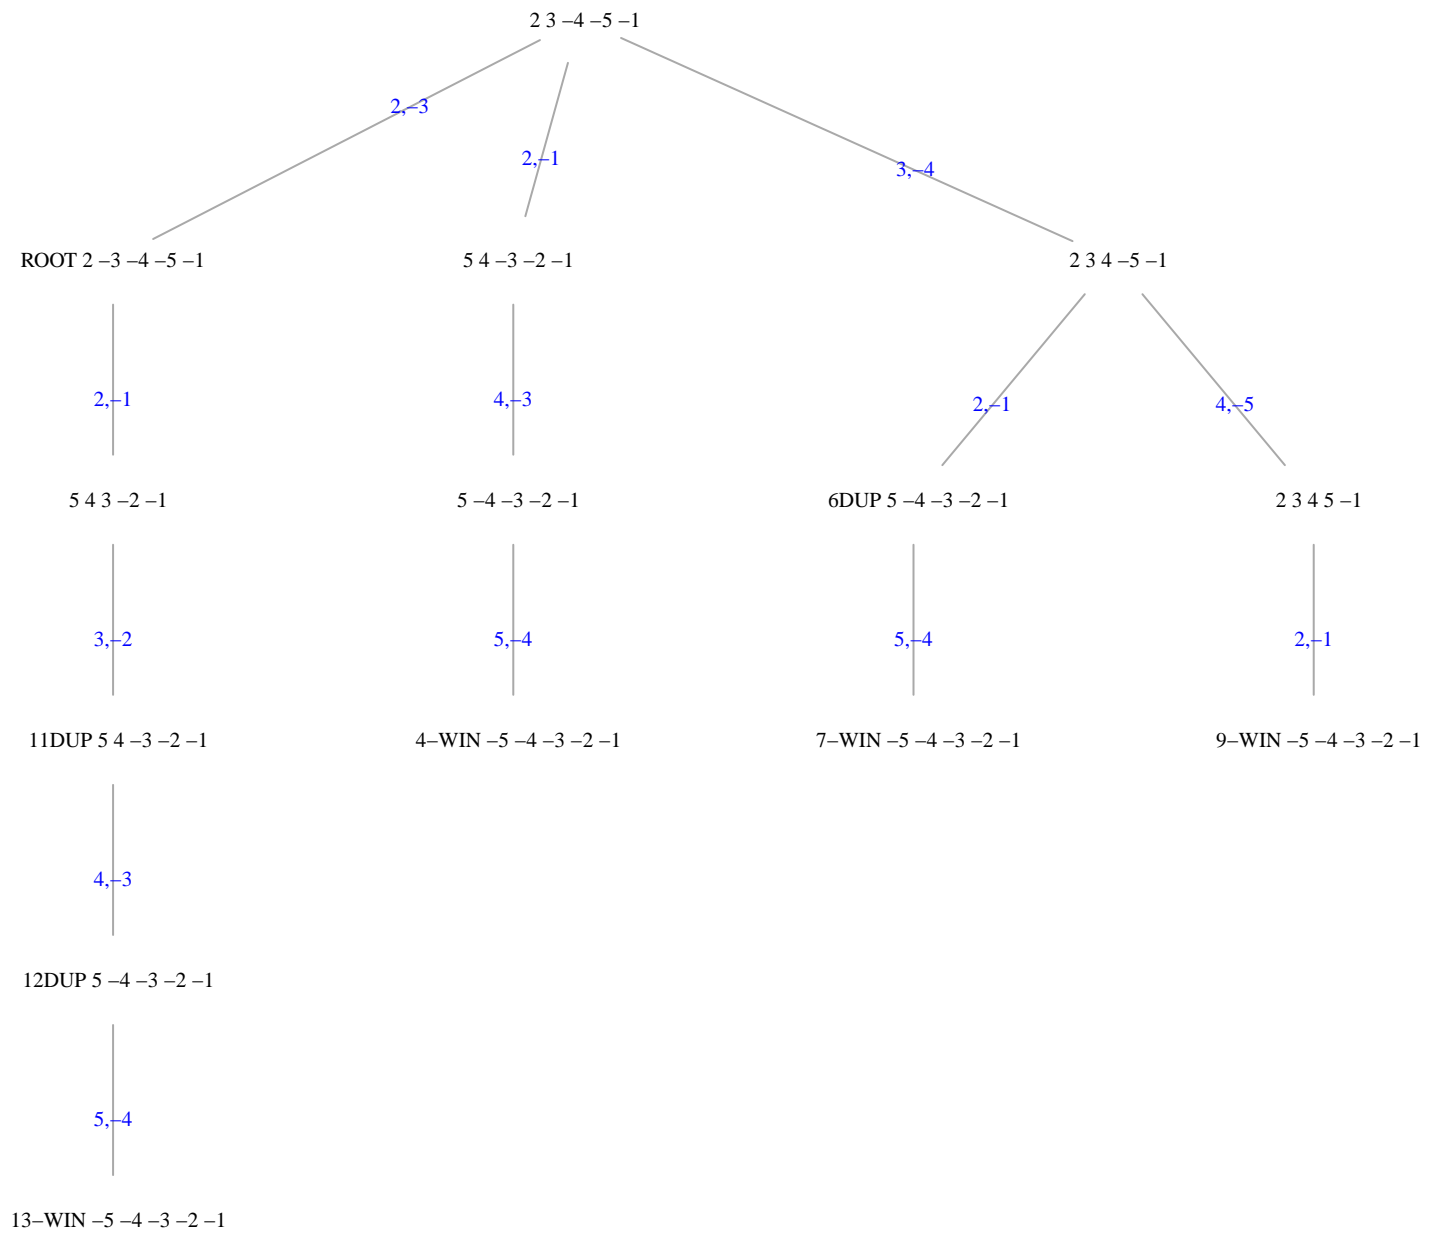 2 3 –4 –5 –1
2,–3
2,–1
3,–4
ROOT 2 –3 –4 –5 –1
5 4 –3 –2 –1
2 3 4 –5 –1
2,–1
4,–3
2,–1
4,–5
5 4 3 –2 –1
5 –4 –3 –2 –1
6DUP 5 –4 –3 –2 –1
2 3 4 5 –1
3,–2
5,–4
5,–4
2,–1
11DUP 5 4 –3 –2 –1
4–WIN –5 –4 –3 –2 –1
7–WIN –5 –4 –3 –2 –1
9–WIN –5 –4 –3 –2 –1
4,–3
12DUP 5 –4 –3 –2 –1
5,–4
13–WIN –5 –4 –3 –2 –1